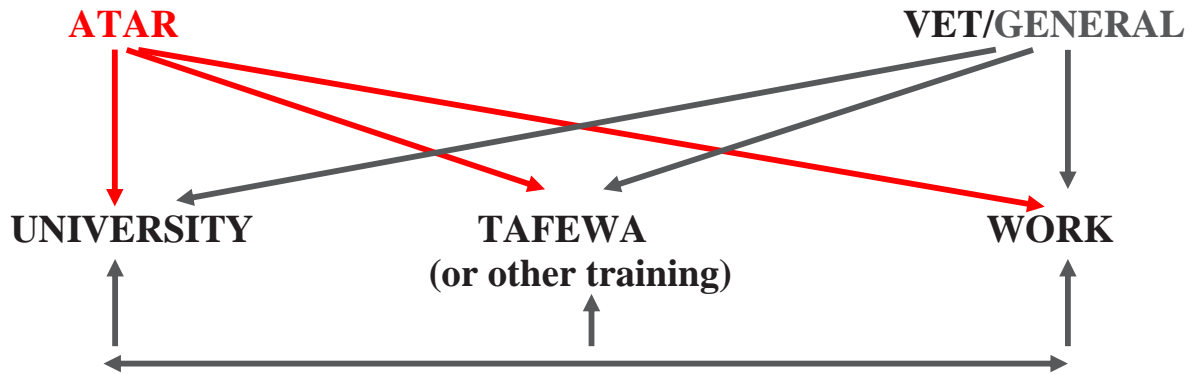 ATAR VET/GENERAL
UNIVERSITY TAFEWA WORK
(or other training)